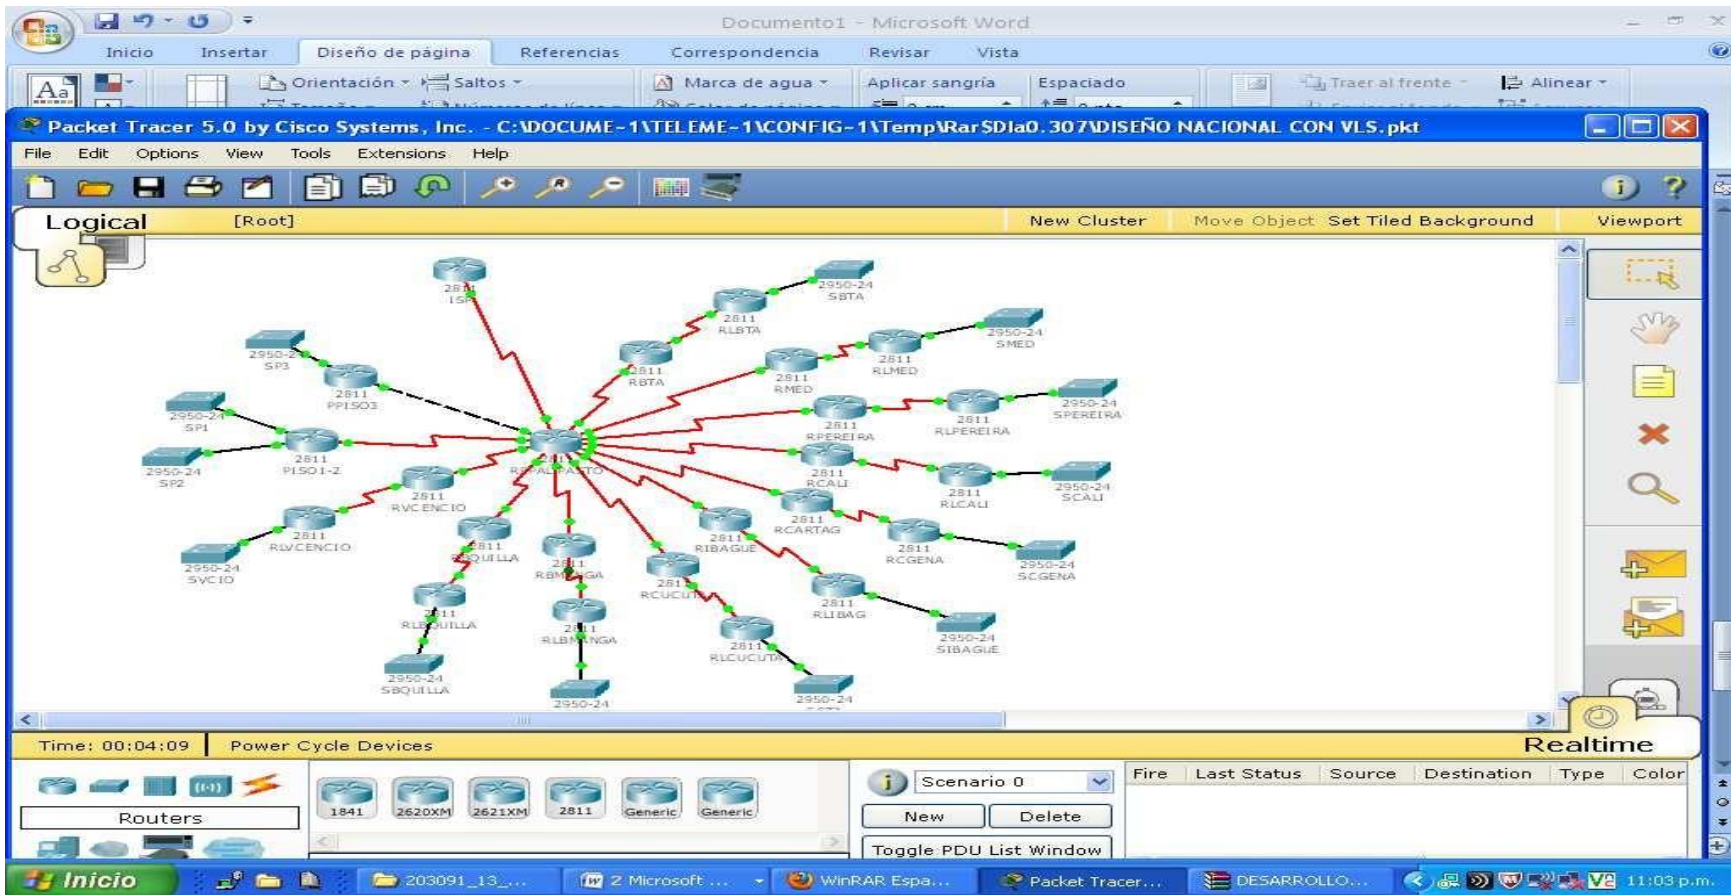 Documento1 - Microsoft Word
Inicio Insertar Diseño de página Referencias Correspondencia Revisar Vista
Aa Orientación Saltos Marca de agua Aplicar sangría Espaciado Traer al frente Alinear
Packet Tracer 5.0 by Cisco Systems, Inc. - C:\DOCUME~1\TELEME~1\CONFIG~1\Temp\Rar$DIa0.307\DISEÑO NACIONAL CON VLS.pkt
File Edit Options View Tools Extensions Help
Logical [Root] New Cluster Move Object Set Tiled Background Viewport
2811
2950-24
SBTA
2811
RLBTA
2950-24
SMED
2811
RLMED
2811
RBTA
2811
RMED
SP3
2811
PPISO3
2950-24
SPEREIRA
2811
RLPEREIRA
2811
RPEREIRA
2950-24
SP1
2811
PISO1-2
2950-24
SP2
2811
RCALI
2950-24
SCALI
2811
RLCALI
2811
RVCENCIO
2811
RCARTAG
2811
RLVCENCIO
2811
RIBAGUE
2811
RCGENA
2950-24
SVCIO
2950-24
SCGENA
2811
RLIBAG
2811
RLCUCUTA
2950-24
SIBAGUE
2950-24
SBQUILLA
2950-24
2950-24
Time: 00:04:09 Power Cycle Devices Realtime
Routers
1841 2620XM 2621XM 2811 Generic Generic
Scenario 0
New Delete
Toggle PDU List Window
Fire Last Status Source Destination Type Color
Inicio 203091_13_... 2 Microsoft ... WinRAR Espa... Packet Tracer... DESARROLLO... 11:03 p.m.